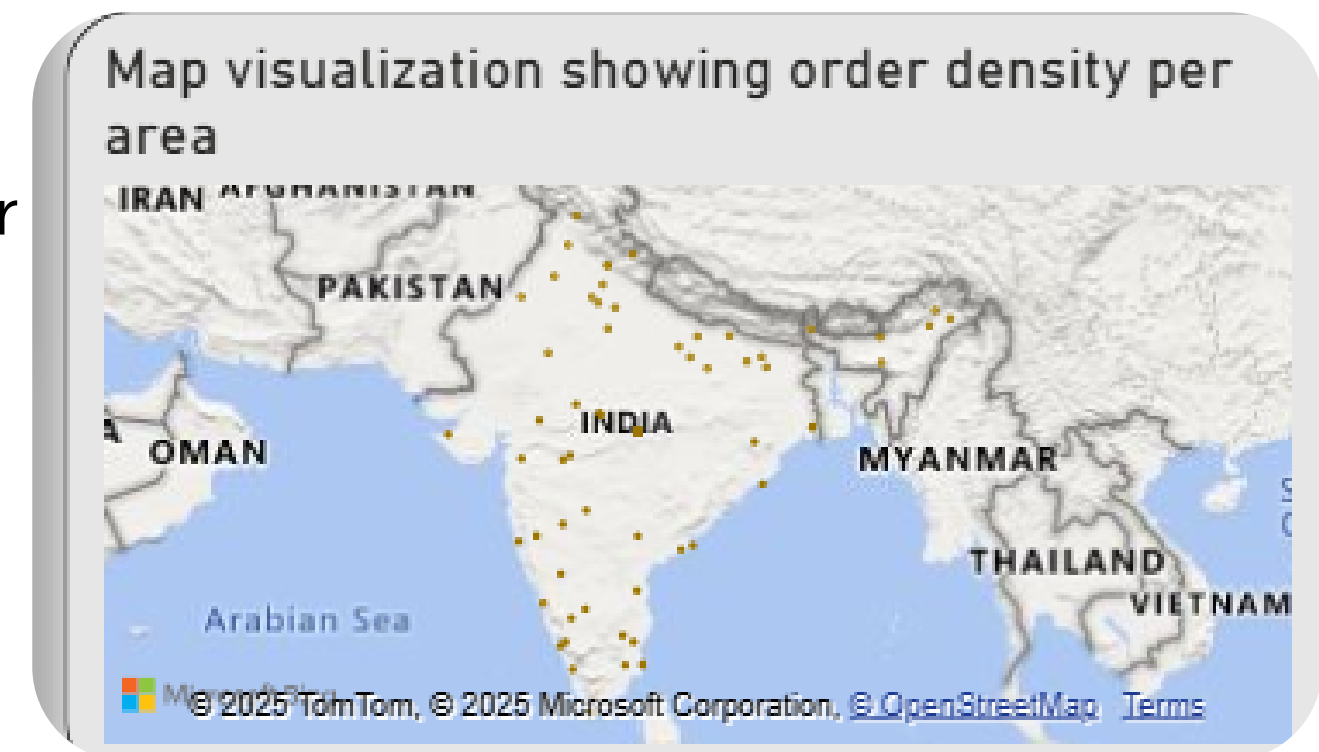 Map visualization showing order density per
area
r
IRAN AFGHANISTAN
PAKISTAN
INDIA
OMAN
MYANMAR
THAILAND
VIETNAM
Arabian Sea
© 2025 TomTom, © 2025 Microsoft Corporation, © OpenStreetMap Terms